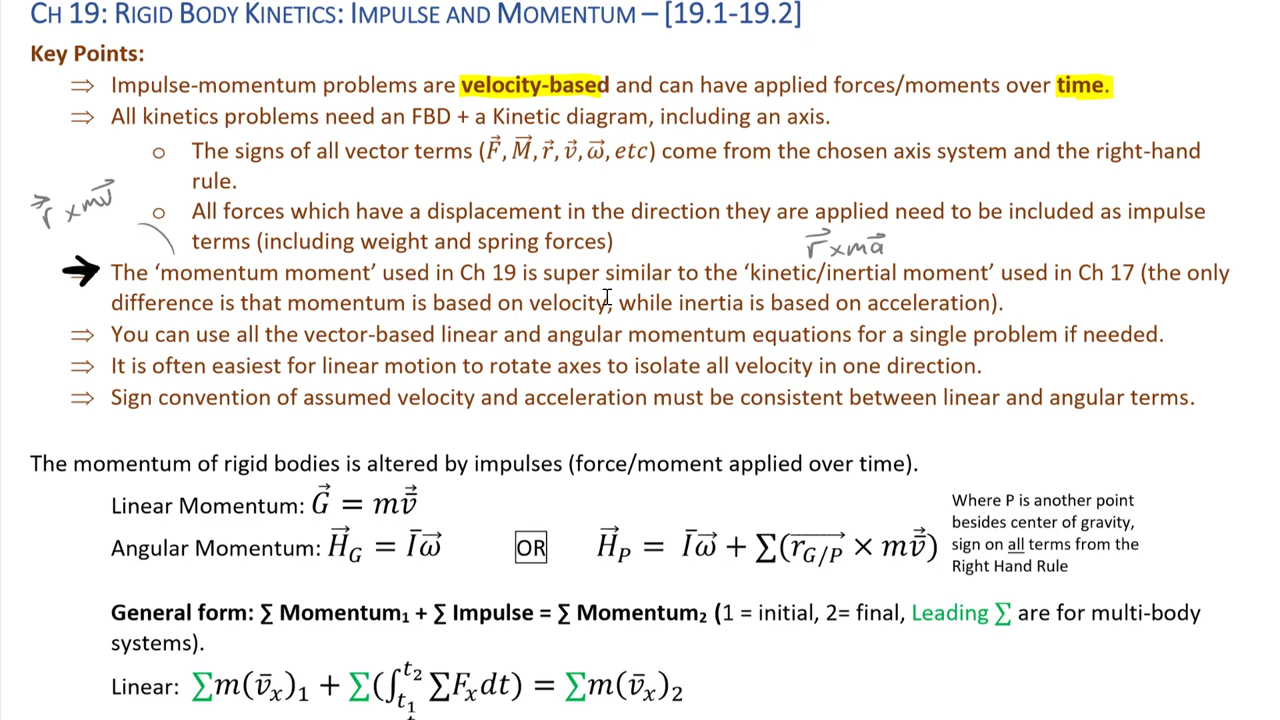 CH 19: RIGID BODY KINETICS: IMPULSE AND MOMENTUM – [19.1-19.2]
Key Points:
⇒ Impulse-momentum problems are velocity-based and can have applied forces/moments over time.
⇒ All kinetics problems need an FBD + a Kinetic diagram, including an axis.
○ The signs of all vector terms (F⃗, M⃗, r⃗, v⃗, ω⃗, etc) come from the chosen axis system and the right-hand
rule.
r⃗ × mv⃗
○ All forces which have a displacement in the direction they are applied need to be included as impulse
terms (including weight and spring forces)
r⃗ × ma⃗
The 'momentum moment' used in Ch 19 is super similar to the 'kinetic/inertial moment' used in Ch 17 (the only
difference is that momentum is based on velocity, while inertia is based on acceleration).
⇒ You can use all the vector-based linear and angular momentum equations for a single problem if needed.
⇒ It is often easiest for linear motion to rotate axes to isolate all velocity in one direction.
⇒ Sign convention of assumed velocity and acceleration must be consistent between linear and angular terms.
The momentum of rigid bodies is altered by impulses (force/moment applied over time).
Linear Momentum: G⃗ = mv̄⃗
Angular Momentum: H⃗_G = Īω⃗ OR H⃗_P = Īω⃗ + ∑(r⃗_G/P × mv̄⃗)
Where P is another point
besides center of gravity,
sign on all terms from the
Right Hand Rule
General form: ∑ Momentum₁ + ∑ Impulse = ∑ Momentum₂ (1 = initial, 2= final, Leading ∑ are for multi-body
systems).
Linear: ∑m(v̄ₓ)₁ + ∑(∫_t₁^t₂ ∑Fₓdt) = ∑m(v̄ₓ)₂